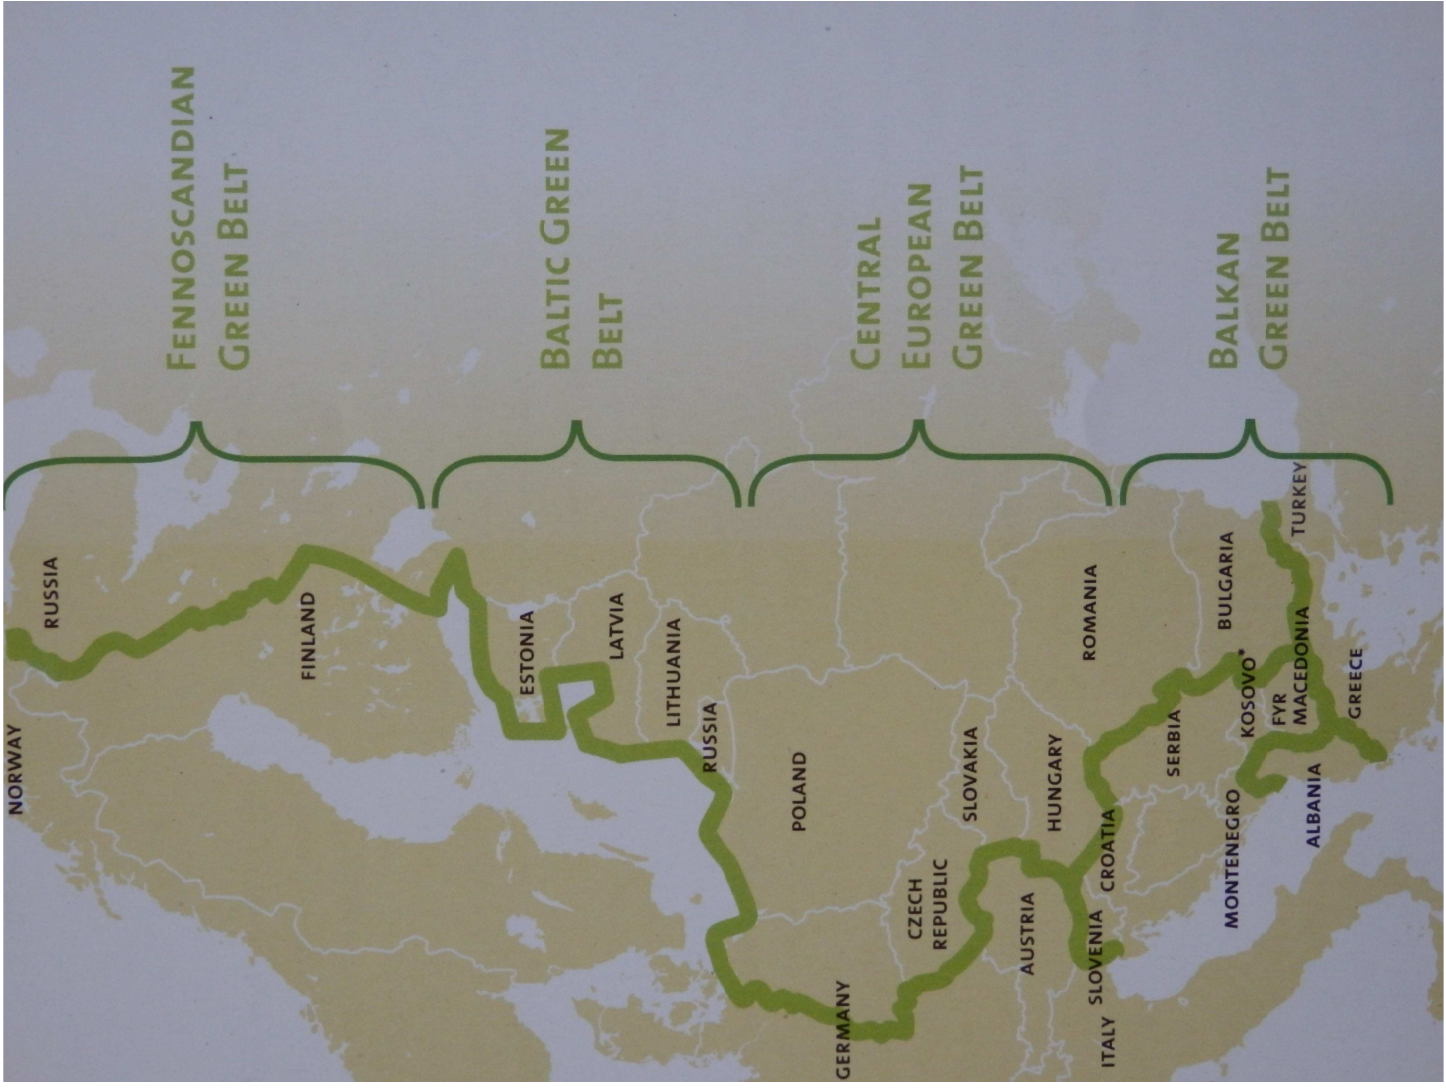 FENNOSCANDIAN
GREEN BELT
BALTIC GREEN
BELT
CENTRAL
EUROPEAN
GREEN BELT
BALKAN
GREEN BELT
NORWAY
RUSSIA
FINLAND
ESTONIA
LATVIA
LITHUANIA
RUSSIA
POLAND
GERMANY
CZECH
REPUBLIC
SLOVAKIA
AUSTRIA
HUNGARY
ROMANIA
ITALY
SLOVENIA
CROATIA
SERBIA
BULGARIA
KOSOVO*
MONTENEGRO
FYR
MACEDONIA
TURKEY
ALBANIA
GREECE